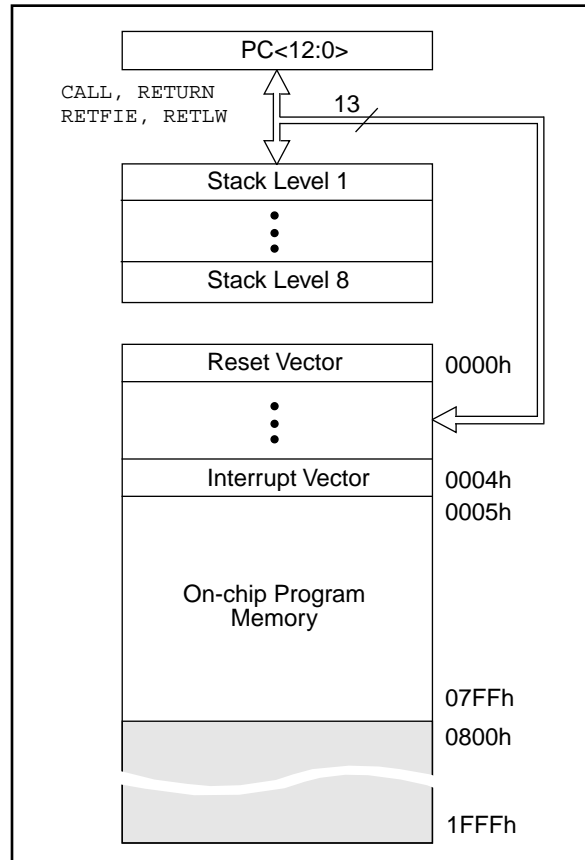 PC<12:0>
CALL, RETURN
RETFIE, RETLW
13
Stack Level 1
Stack Level 8
Reset Vector
0000h
Interrupt Vector
0004h
0005h
On-chip Program
Memory
07FFh
0800h
1FFFh